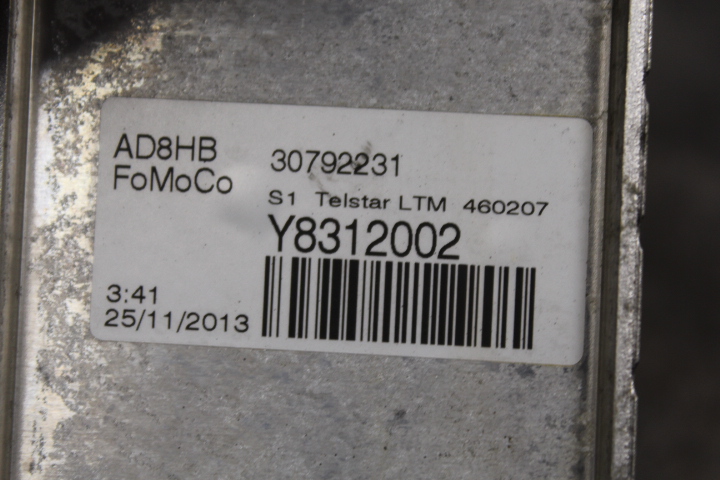 AD8HB 30792231
FoMoCo
S1 Telstar LTM 460207
Y8312002
3:41
25/11/2013